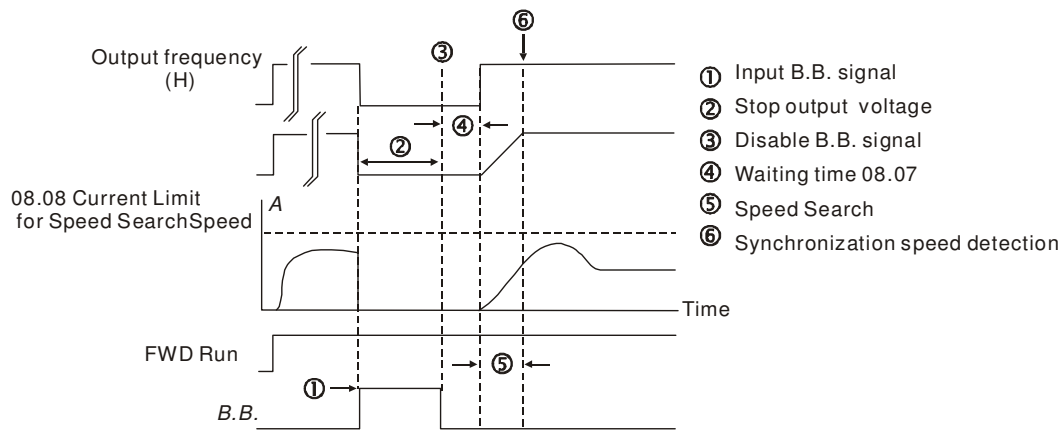 ⑥
Output frequency
(H)
③
④
②
① Input B.B. signal
② Stop output voltage
③ Disable B.B. signal
④ Waiting time 08.07
⑤ Speed Search
⑥ Synchronization speed detection
08.08 Current Limit
for Speed SearchSpeed
A
Time
FWD Run
⑤
①
B.B.